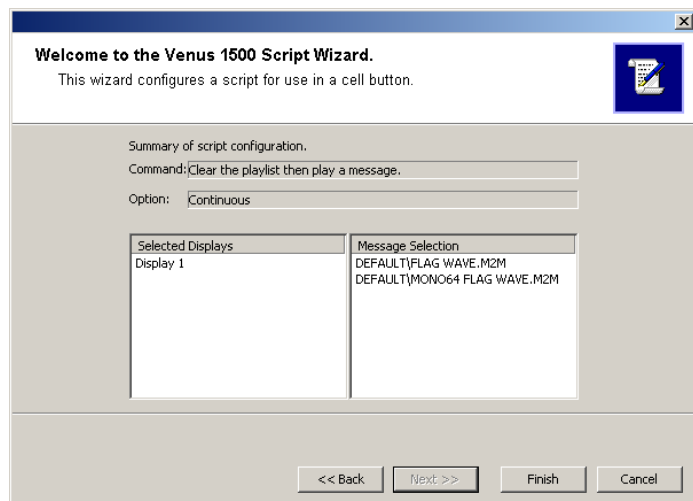 Welcome to the Venus 1500 Script Wizard.
This wizard configures a script for use in a cell button.
Summary of script configuration.
Command: Clear the playlist then play a message.
Option: Continuous
Selected Displays
Display 1
Message Selection
DEFAULT\FLAG WAVE.M2M
DEFAULT\MONO64 FLAG WAVE.M2M
<< Back Next >> Finish Cancel